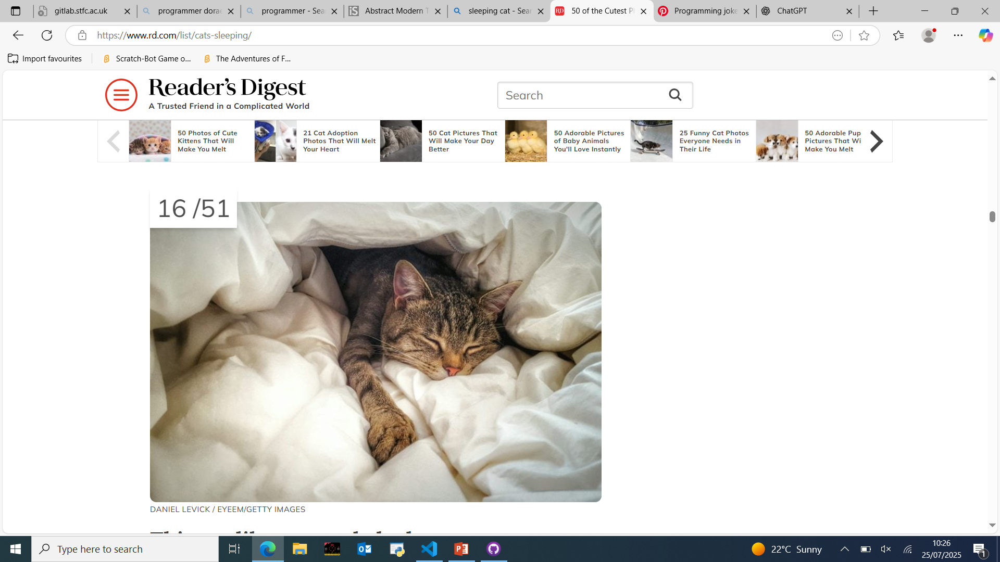 gitlab.stfc.ac.uk
programmer dorae
programmer - Sea
Abstract Modern T
sleeping cat - Sear
50 of the Cutest Pl
Programming joke
ChatGPT
https://www.rd.com/list/cats-sleeping/
Import favourites
Scratch-Bot Game o...
The Adventures of F...
Reader's Digest
A Trusted Friend in a Complicated World
Search
50 Photos of Cute
Kittens That Will
Make You Melt
21 Cat Adoption
Photos That Will Melt
Your Heart
50 Cat Pictures That
Will Make Your Day
Better
50 Adorable Pictures
of Baby Animals
You'll Love Instantly
25 Funny Cat Photos
Everyone Needs in
Their Life
50 Adorable Pup
Pictures That Wi
Make You Melt
16 /51
DANIEL LEVICK / EYEEM/GETTY IMAGES
Type here to search
22°C Sunny
10:26
25/07/2025
1